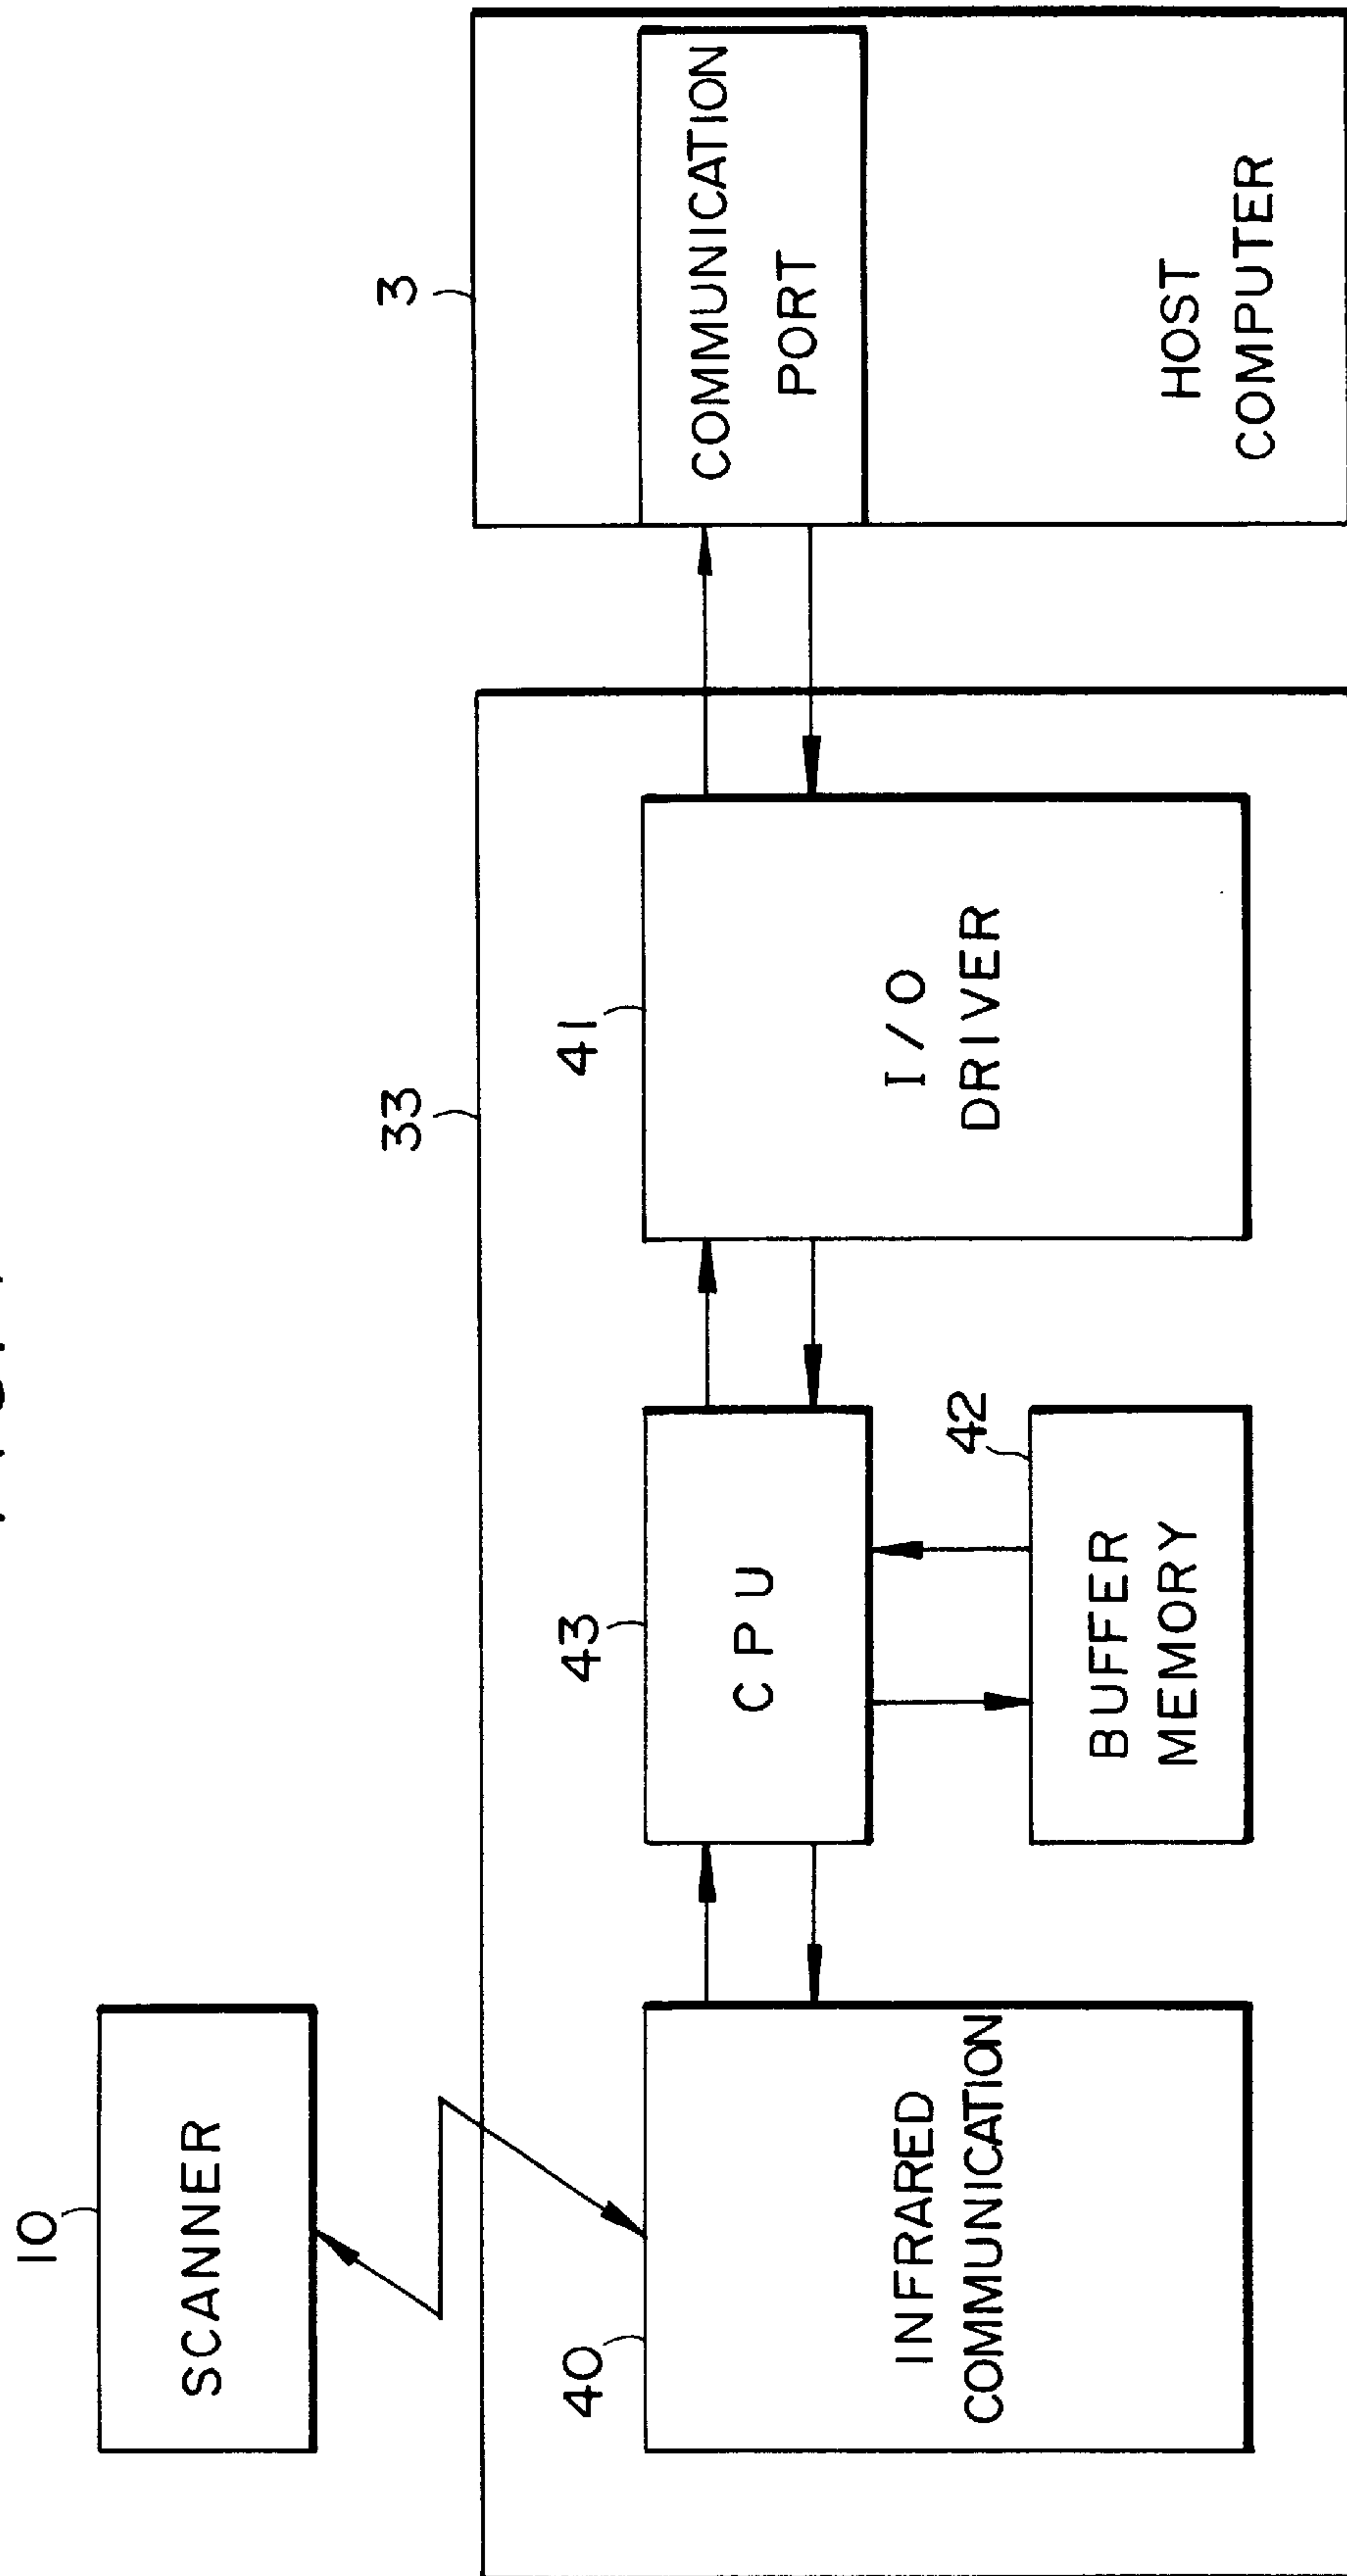 10
SCANNER
33
3
40
INFRARED
COMMUNICATION
43
CPU
42
BUFFER
MEMORY
41
I/O
DRIVER
COMMUNICATION
PORT
HOST
COMPUTER